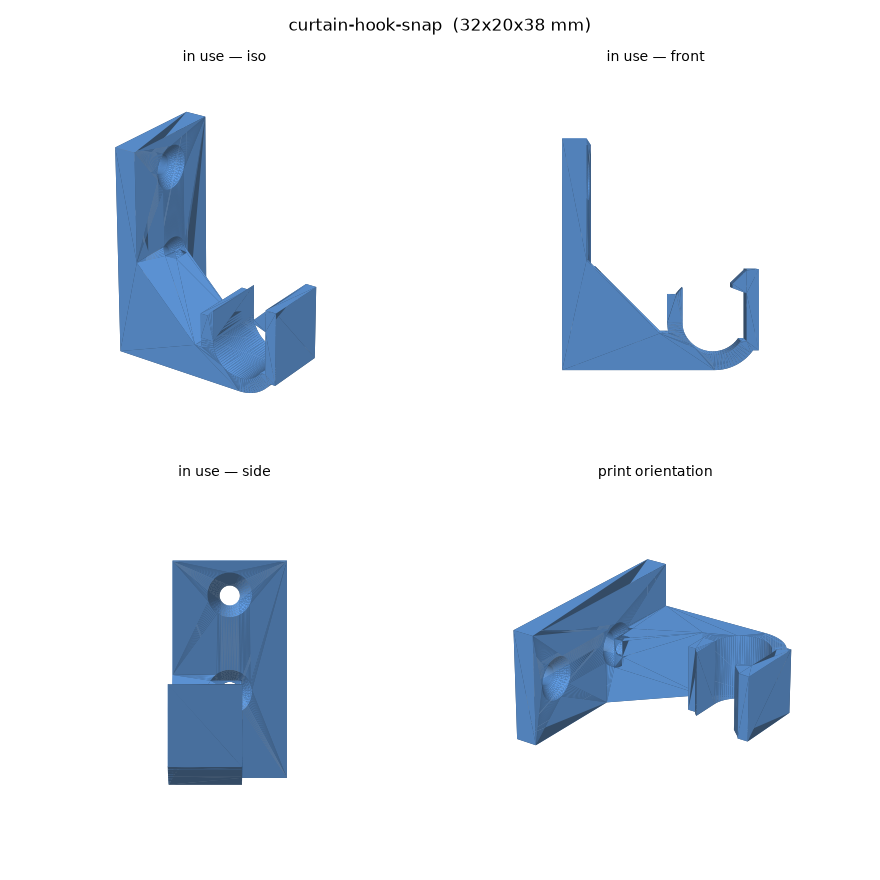 curtain-hook-snap  (32x20x38 mm)
in use — iso
in use — front
in use — side
print orientation